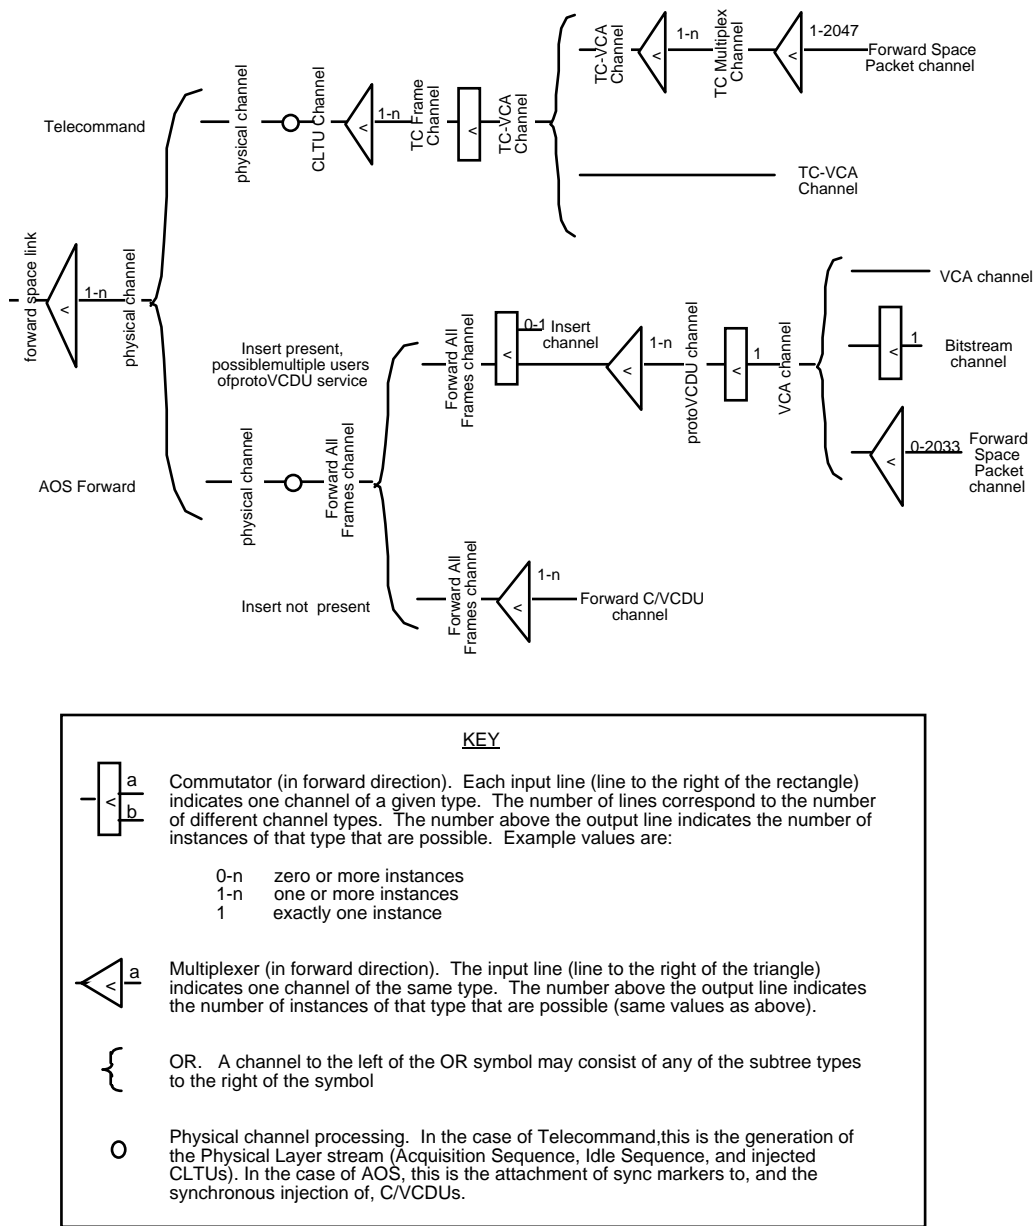 TC-VCA
Channel
1-n
TC Multiplex
Channel
1-2047
Forward Space
Packet channel
Telecommand
physical channel
CLTU Channel
1-n
TC Frame
Channel
TC-VCA
Channel
TC-VCA
Channel
forward space link
1-n
physical channel
VCA channel
Insert present,
possiblemultiple users
ofprotoVCDU service
Forward All
Frames channel
0-1
Insert
channel
1-n
protoVCDU channel
1
VCA channel
1
Bitstream
channel
0-2033
Forward
Space
Packet
channel
AOS Forward
physical channel
Forward All
Frames channel
Insert not present
Forward All
Frames channel
1-n
Forward C/VCDU
channel
KEY
a
b
Commutator (in forward direction). Each input line (line to the right of the rectangle)
indicates one channel of a given type. The number of lines correspond to the number
of different channel types. The number above the output line indicates the number of
instances of that type that are possible. Example values are:
0-n zero or more instances
1-n one or more instances
1 exactly one instance
a
Multiplexer (in forward direction). The input line (line to the right of the triangle)
indicates one channel of the same type. The number above the output line indicates
the number of instances of that type that are possible (same values as above).
OR. A channel to the left of the OR symbol may consist of any of the subtree types
to the right of the symbol
Physical channel processing. In the case of Telecommand,this is the generation of
the Physical Layer stream (Acquisition Sequence, Idle Sequence, and injected
CLTUs). In the case of AOS, this is the attachment of sync markers to, and the
synchronous injection of, C/VCDUs.